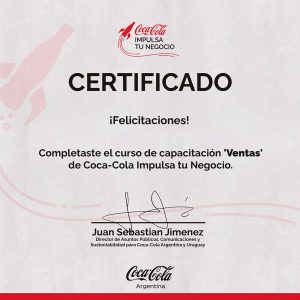 Coca-Cola
IMPULSA
TU NEGOCIO
CERTIFICADO
¡Felicitaciones!
Completaste el curso de capacitación "Ventas"
de Coca-Cola Impulsa tu Negocio.
Juan Sebastian Jimenez
Director de Asuntos Públicos, Comunicaciones y
Sustentabilidad para Coca-Cola Argentina y Uruguay
Coca-Cola
Argentina